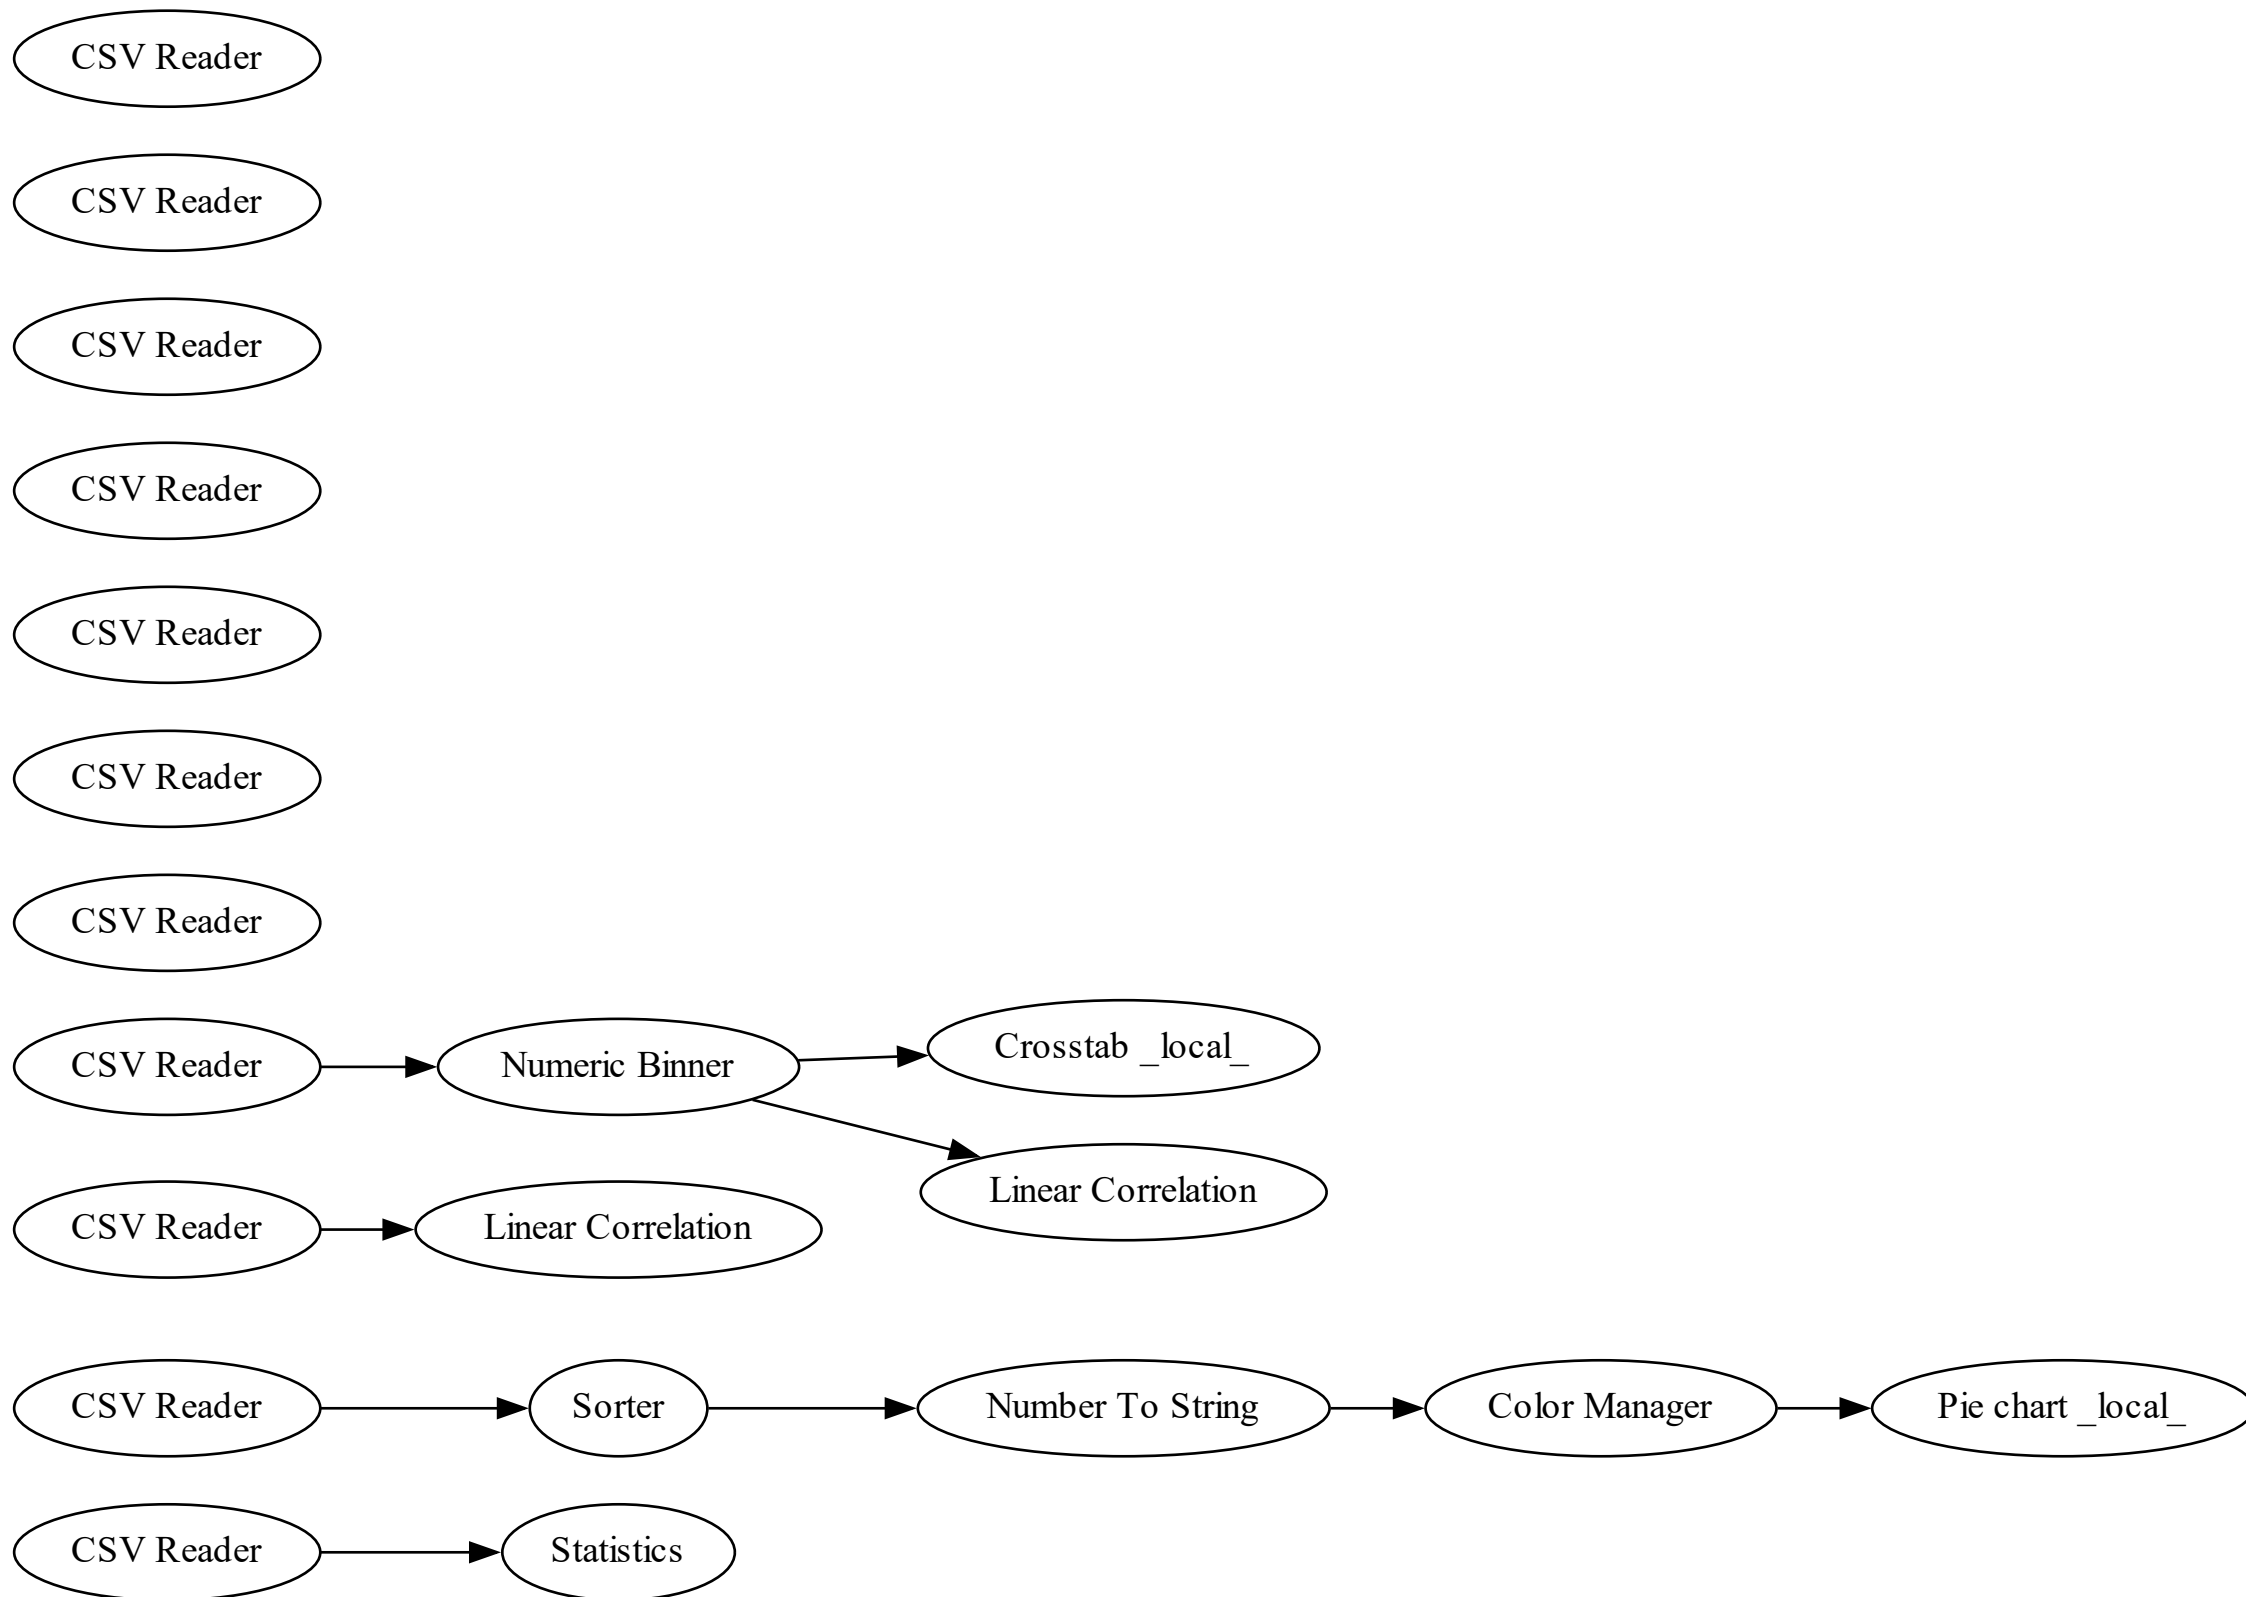 CSV Reader
CSV Reader
CSV Reader
CSV Reader
CSV Reader
CSV Reader
CSV Reader
CSV Reader
Numeric Binner
Crosstab _local_
Linear Correlation
CSV Reader
Linear Correlation
CSV Reader
Sorter
Number To String
Color Manager
Pie chart _local_
CSV Reader
Statistics